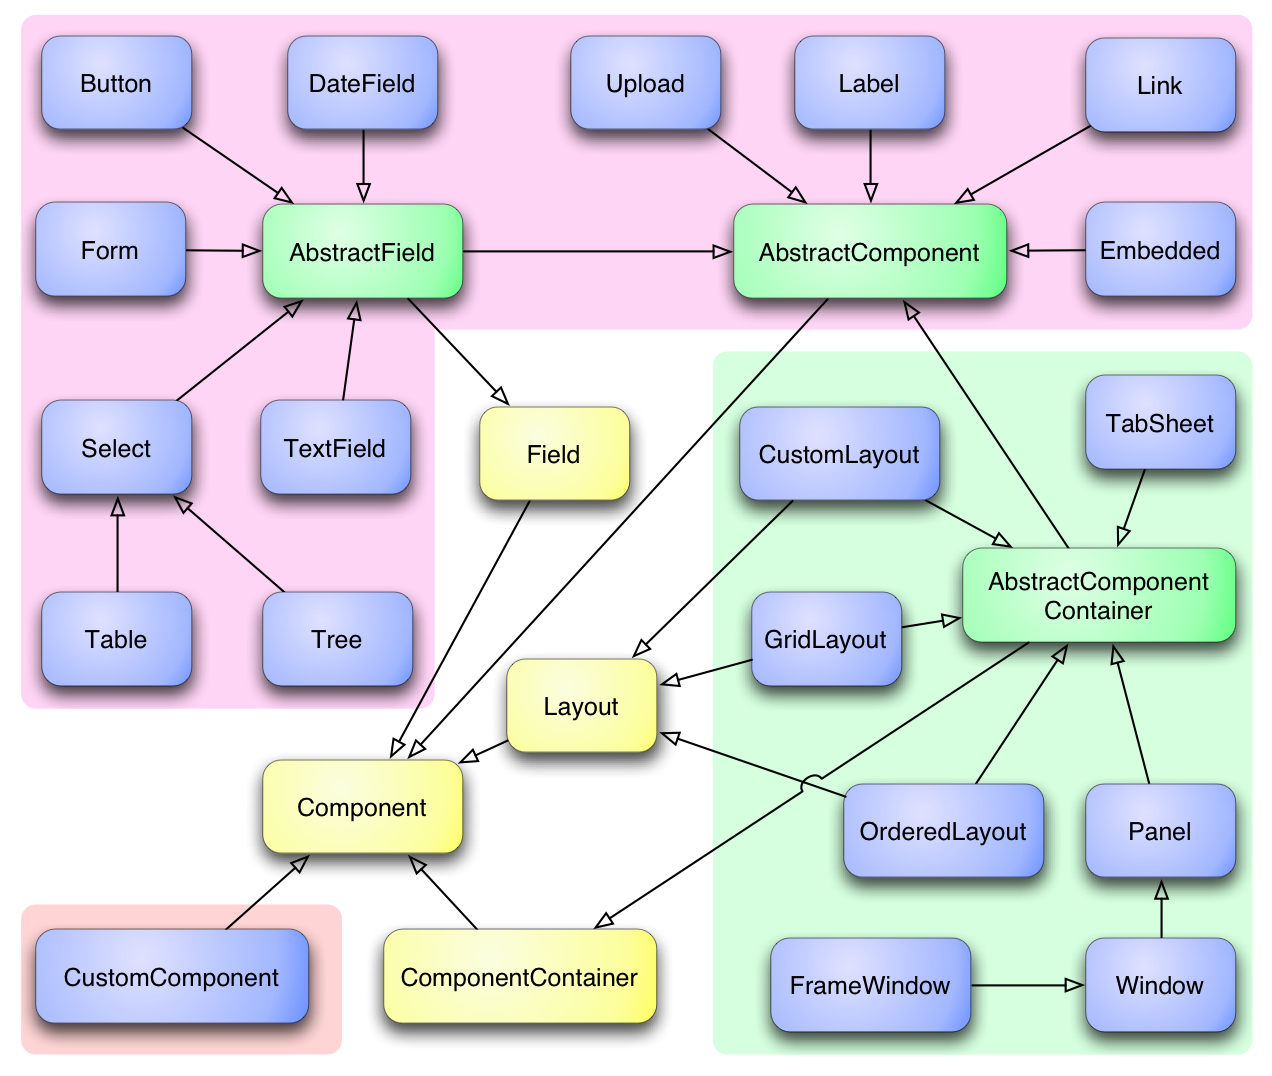 Button
DateField
Upload
Label
Link
Form
AbstractField
AbstractComponent
Embedded
Select
TextField
Field
CustomLayout
TabSheet
AbstractComponent
Container
Table
Tree
GridLayout
Layout
Component
OrderedLayout
Panel
CustomComponent
ComponentContainer
FrameWindow
Window